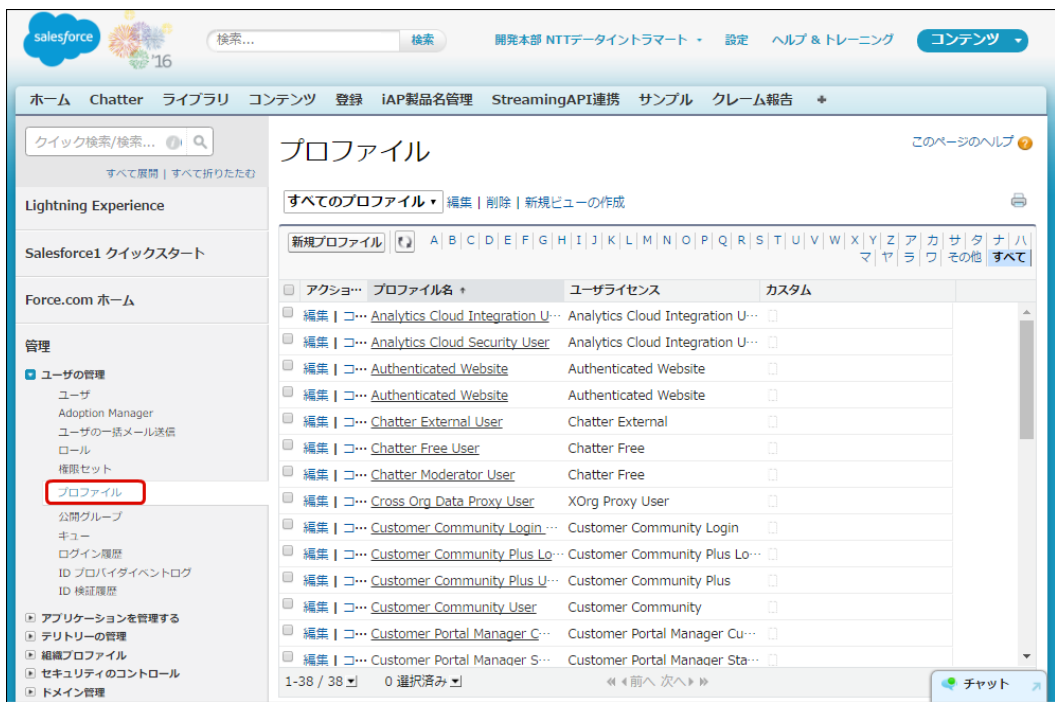 salesforce
'16
検索...
検索
開発本部 NTTデータイントラマート
設定
ヘルプ & トレーニング
コンテンツ
ホーム Chatter ライブラリ コンテンツ 登録 iAP製品名管理 StreamingAPI連携 サンプル クレーム報告 +
クイック検索/検索...
すべて展開 | すべて折りたたむ
Lightning Experience
Salesforce1 クイックスタート
Force.com ホーム
管理
ユーザの管理
ユーザ
Adoption Manager
ユーザの一括メール送信
ロール
権限セット
プロファイル
公開グループ
キュー
ログイン履歴
ID プロバイダイベントログ
ID 検証履歴
アプリケーションを管理する
テリトリーの管理
組織プロファイル
セキュリティのコントロール
ドメイン管理
プロファイル
このページのヘルプ ?
すべてのプロファイル 編集 | 削除 | 新規ビューの作成
新規プロファイル A | B | C | D | E | F | G | H | I | J | K | L | M | N | O | P | Q | R | S | T | U | V | W | X | Y | Z | ア | カ | サ | タ | ナ | ハ |
マ | ヤ | ラ | ワ | その他 | すべて
アクショ… プロファイル名 ↑ ユーザライセンス カスタム
編集 | コ… Analytics Cloud Integration U… Analytics Cloud Integration U…
編集 | コ… Analytics Cloud Security User Analytics Cloud Integration U…
編集 | コ… Authenticated Website Authenticated Website
編集 | コ… Authenticated Website Authenticated Website
編集 | コ… Chatter External User Chatter External
編集 | コ… Chatter Free User Chatter Free
編集 | コ… Chatter Moderator User Chatter Free
編集 | コ… Cross Org Data Proxy User XOrg Proxy User
編集 | コ… Customer Community Login … Customer Community Login
編集 | コ… Customer Community Plus Lo… Customer Community Plus Lo…
編集 | コ… Customer Community Plus U… Customer Community Plus
編集 | コ… Customer Community User Customer Community
編集 | コ… Customer Portal Manager C… Customer Portal Manager Cu…
編集 | コ… Customer Portal Manager S… Customer Portal Manager Sta…
1-38 / 38 0 選択済み 前へ 次へ
チャット